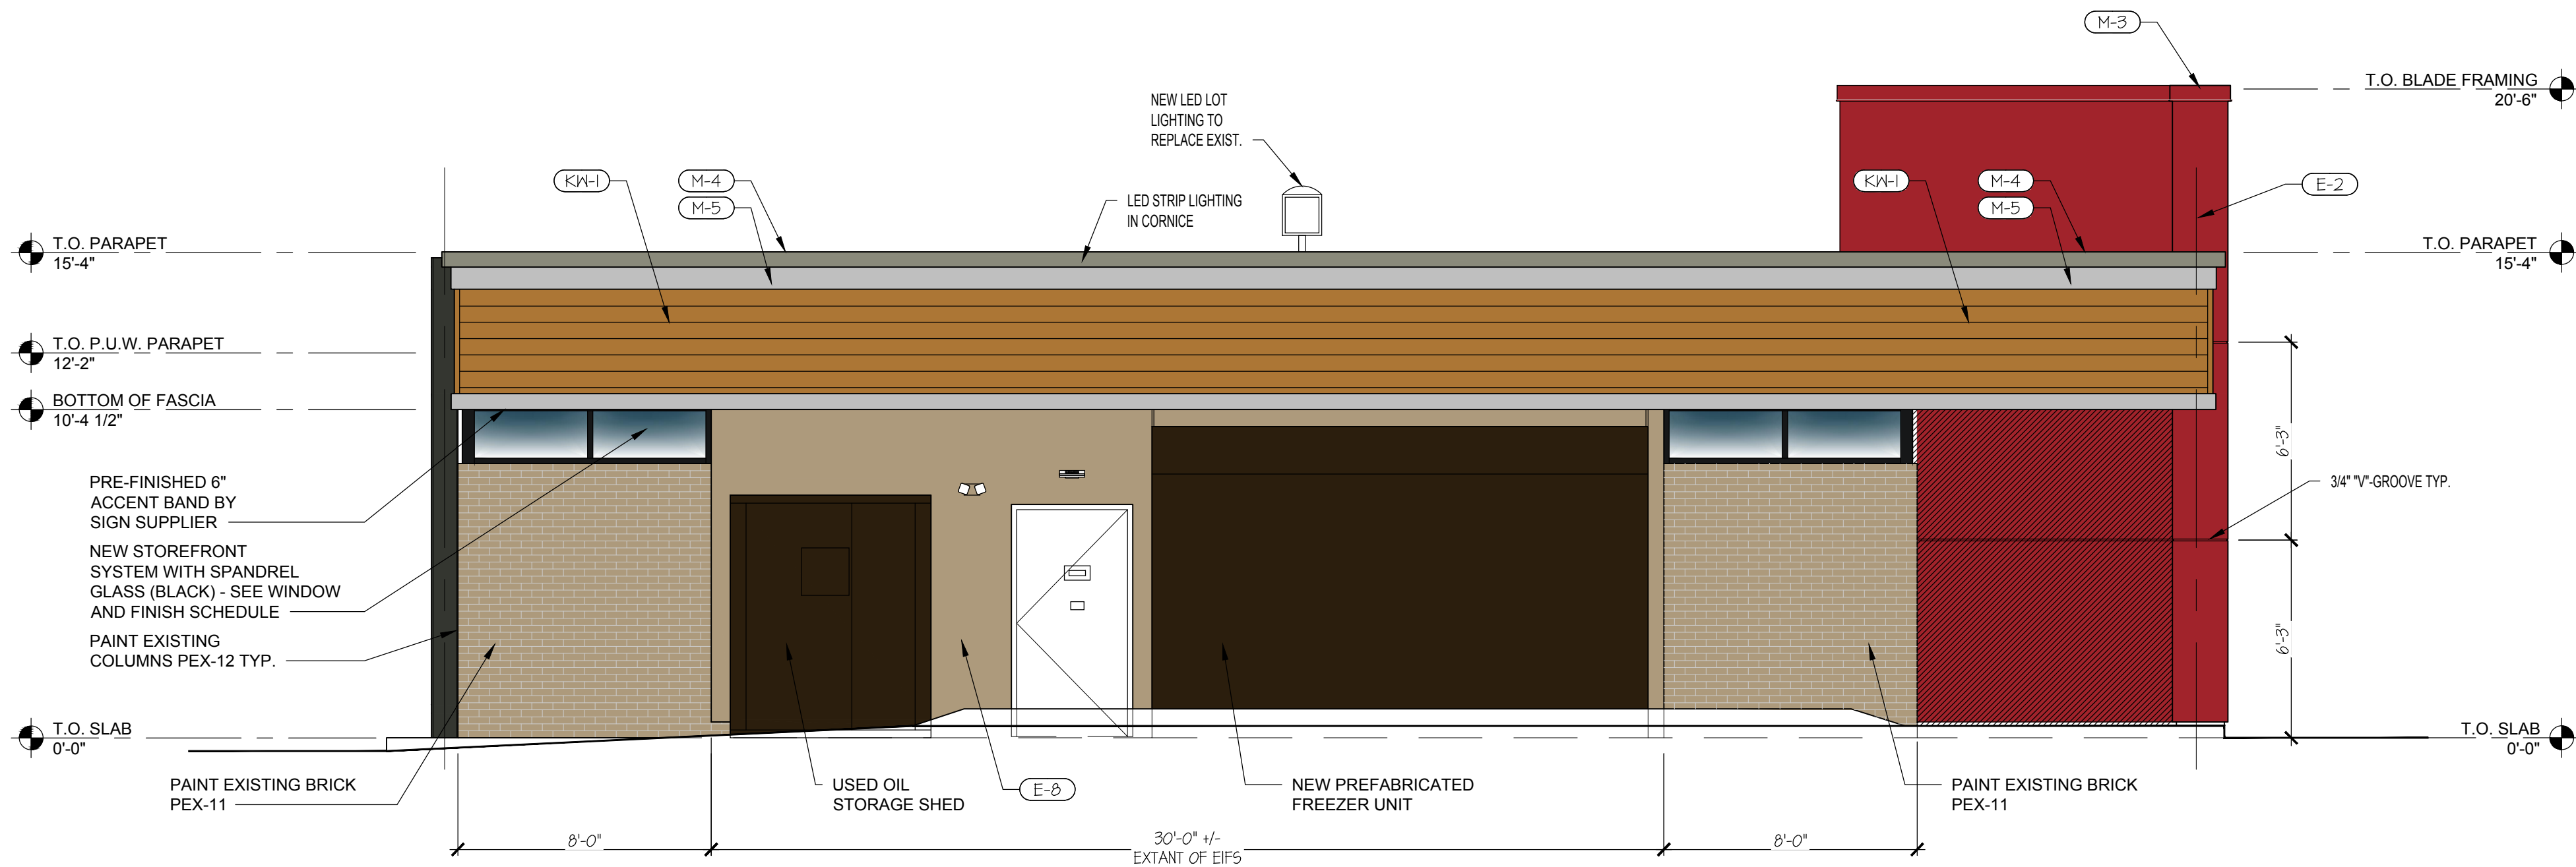 M-3
T.O. BLADE FRAMING
20'-6"
NEW LED LOT
LIGHTING TO
REPLACE EXIST.
KW-1
M-4
M-5
LED STRIP LIGHTING
IN CORNICE
KW-1
M-4
M-5
E-2
T.O. PARAPET
15'-4"
T.O. PARAPET
15'-4"
T.O. P.U.W. PARAPET
12'-2"
BOTTOM OF FASCIA
10'-4 1/2"
6'-3"
PRE-FINISHED 6"
ACCENT BAND BY
SIGN SUPPLIER
3/4" "V"-GROOVE TYP.
NEW STOREFRONT
SYSTEM WITH SPANDREL
GLASS (BLACK) - SEE WINDOW
AND FINISH SCHEDULE
PAINT EXISTING
COLUMNS PEX-12 TYP.
6'-3"
T.O. SLAB
0'-0"
T.O. SLAB
0'-0"
PAINT EXISTING BRICK
PEX-11
USED OIL
STORAGE SHED
E-8
NEW PREFABRICATED
FREEZER UNIT
PAINT EXISTING BRICK
PEX-11
8'-0"
30'-0" +/-
EXTANT OF EIFS
8'-0"